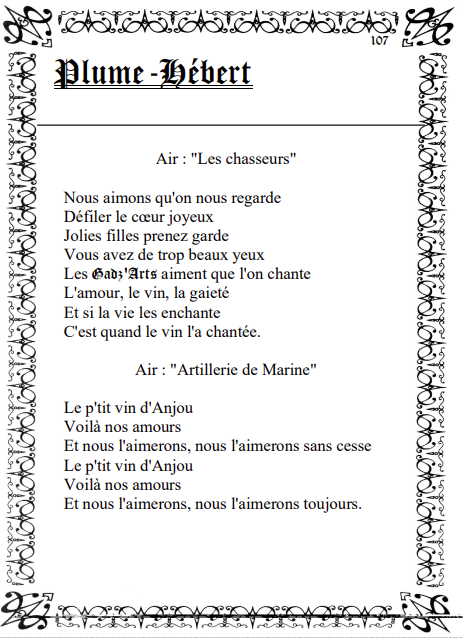 107
Plume-Hébert
Air : "Les chasseurs"
Nous aimons qu'on nous regarde
Défiler le cœur joyeux
Jolies filles prenez garde
Vous avez de trop beaux yeux
Les Gadz'Arts aiment que l'on chante
L'amour, le vin, la gaieté
Et si la vie les enchante
C'est quand le vin l'a chantée.
Air : "Artillerie de Marine"
Le p'tit vin d'Anjou
Voilà nos amours
Et nous l'aimerons, nous l'aimerons sans cesse
Le p'tit vin d'Anjou
Voilà nos amours
Et nous l'aimerons, nous l'aimerons toujours.